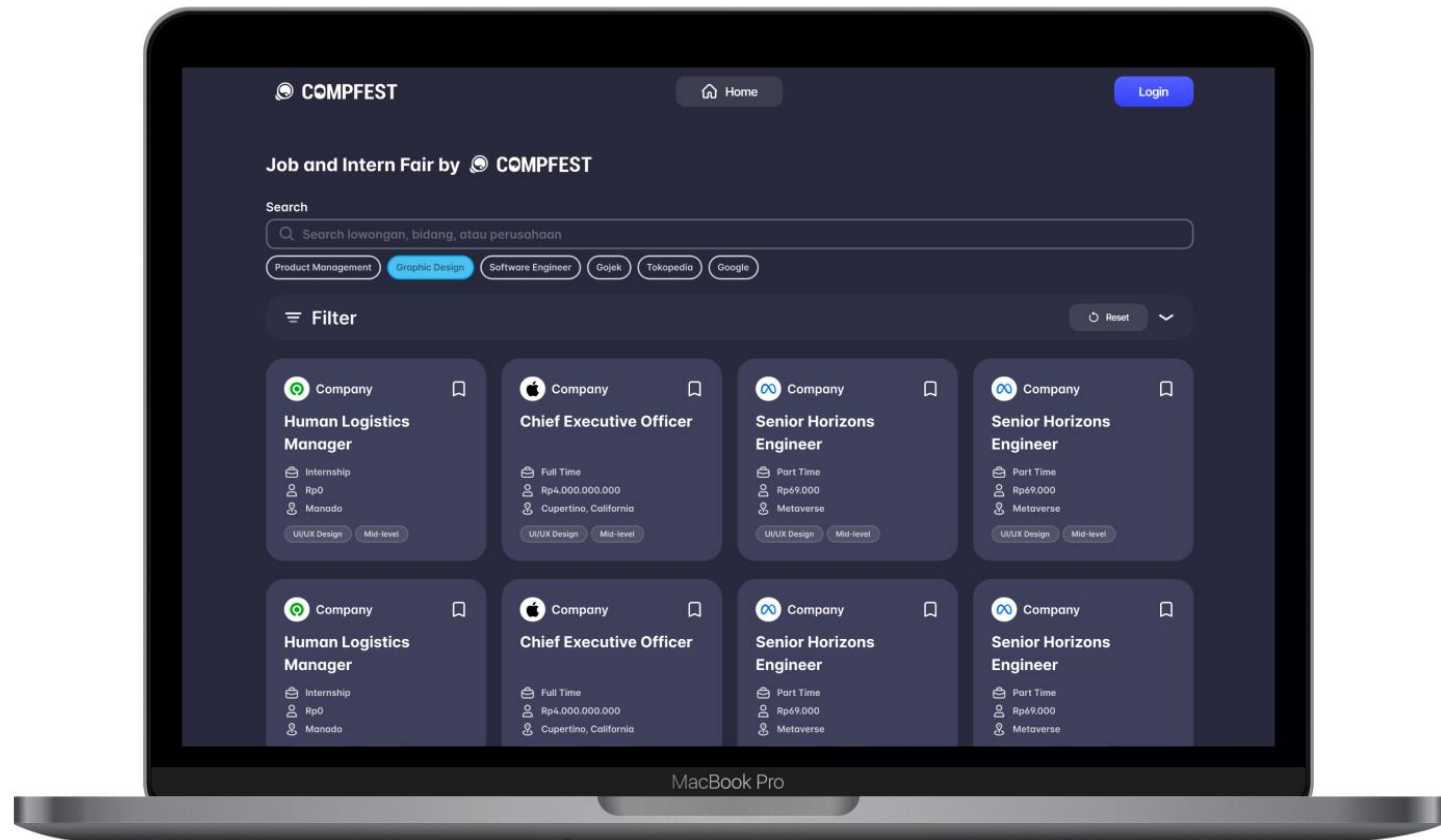 COMPFEST
Home
Login
Job and Intern Fair by COMPFEST
Search
Search lowongan, bidang, atau perusahaan
Product Management Graphic Design Software Engineer Gojek Tokopedia Google
Filter
Reset
Company
Human Logistics
Manager
Internship
Rp0
Manado
UI/UX Design Mid-level
Company
Chief Executive Officer
Full Time
Rp4.000.000.000
Cupertino, California
UI/UX Design Mid-level
Company
Senior Horizons
Engineer
Part Time
Rp69.000
Metaverse
UI/UX Design Mid-level
Company
Senior Horizons
Engineer
Part Time
Rp69.000
Metaverse
UI/UX Design Mid-level
Company
Human Logistics
Manager
Internship
Rp0
Manado
Company
Chief Executive Officer
Full Time
Rp4.000.000.000
Cupertino, California
Company
Senior Horizons
Engineer
Part Time
Rp69.000
Metaverse
Company
Senior Horizons
Engineer
Part Time
Rp69.000
Metaverse
MacBook Pro